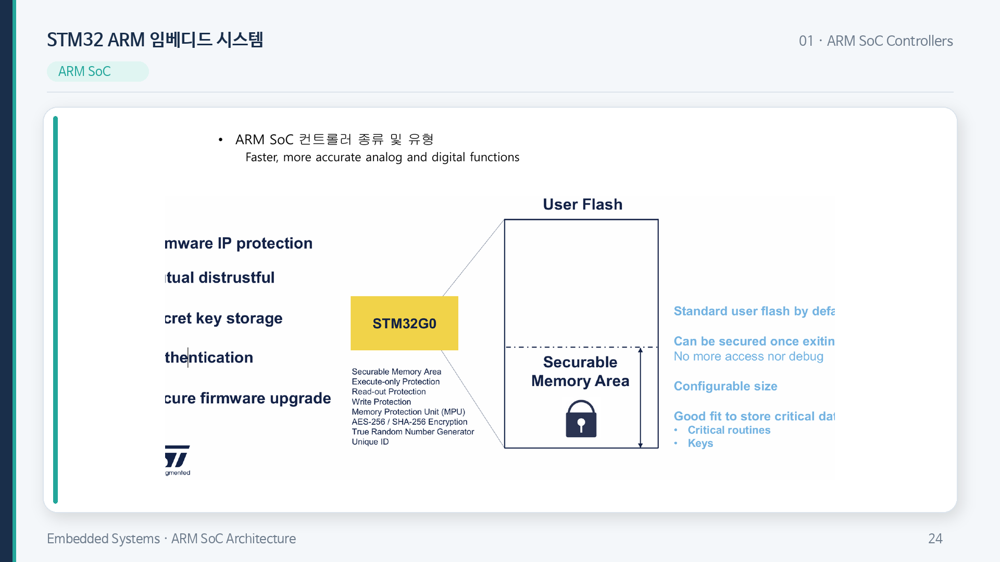 STM32 ARM 임베디드 시스템
01 · ARM SoC Controllers
ARM SoC
• ARM SoC 컨트롤러 종류 및 유형
Faster, more accurate analog and digital functions
User Flash
mware IP protection
tual distrustful
cret key storage
thentication
cure firmware upgrade
STM32G0
Securable Memory Area
Execute-only Protection
Read-out Protection
Write Protection
Memory Protection Unit (MPU)
AES-256 / SHA-256 Encryption
True Random Number Generator
Unique ID
Securable
Memory Area
Standard user flash by defa
Can be secured once exitin
No more access nor debug
Configurable size
Good fit to store critical dat
• Critical routines
• Keys
gmented
Embedded Systems · ARM SoC Architecture
24